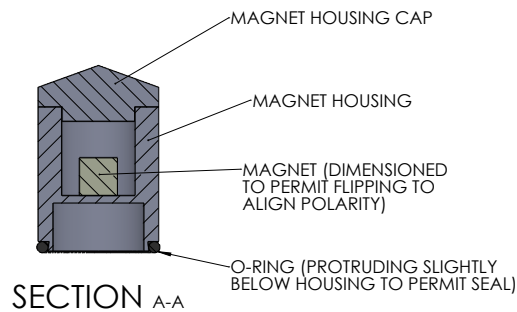 MAGNET HOUSING CAP
MAGNET HOUSING
MAGNET (DIMENSIONED
TO PERMIT FLIPPING TO
ALIGN POLARITY)
O-RING (PROTRUDING SLIGHTLY
BELOW HOUSING TO PERMIT SEAL)
SECTION A-A